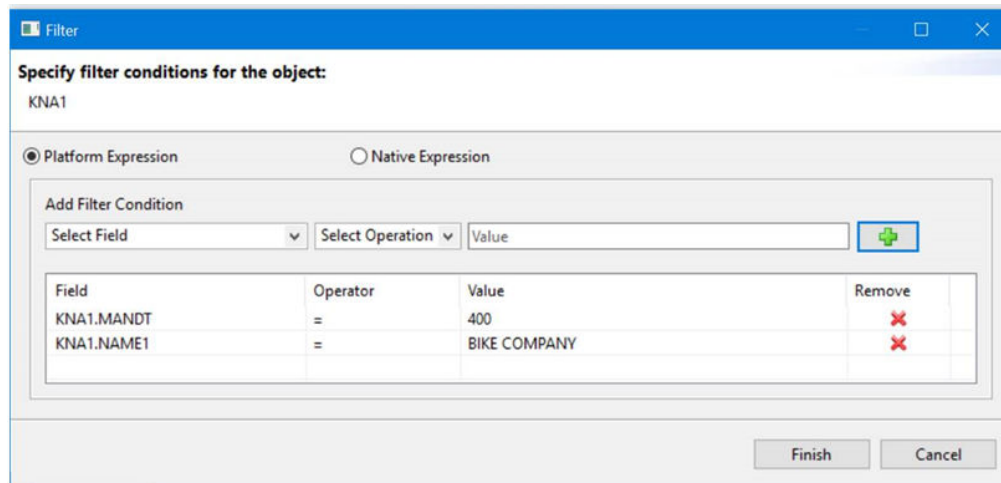 Filter
Specify filter conditions for the object:
KNA1
Platform Expression Native Expression
Add Filter Condition
Select Field Select Operation Value
Field Operator Value Remove
KNA1.MANDT = 400
KNA1.NAME1 = BIKE COMPANY
Finish Cancel